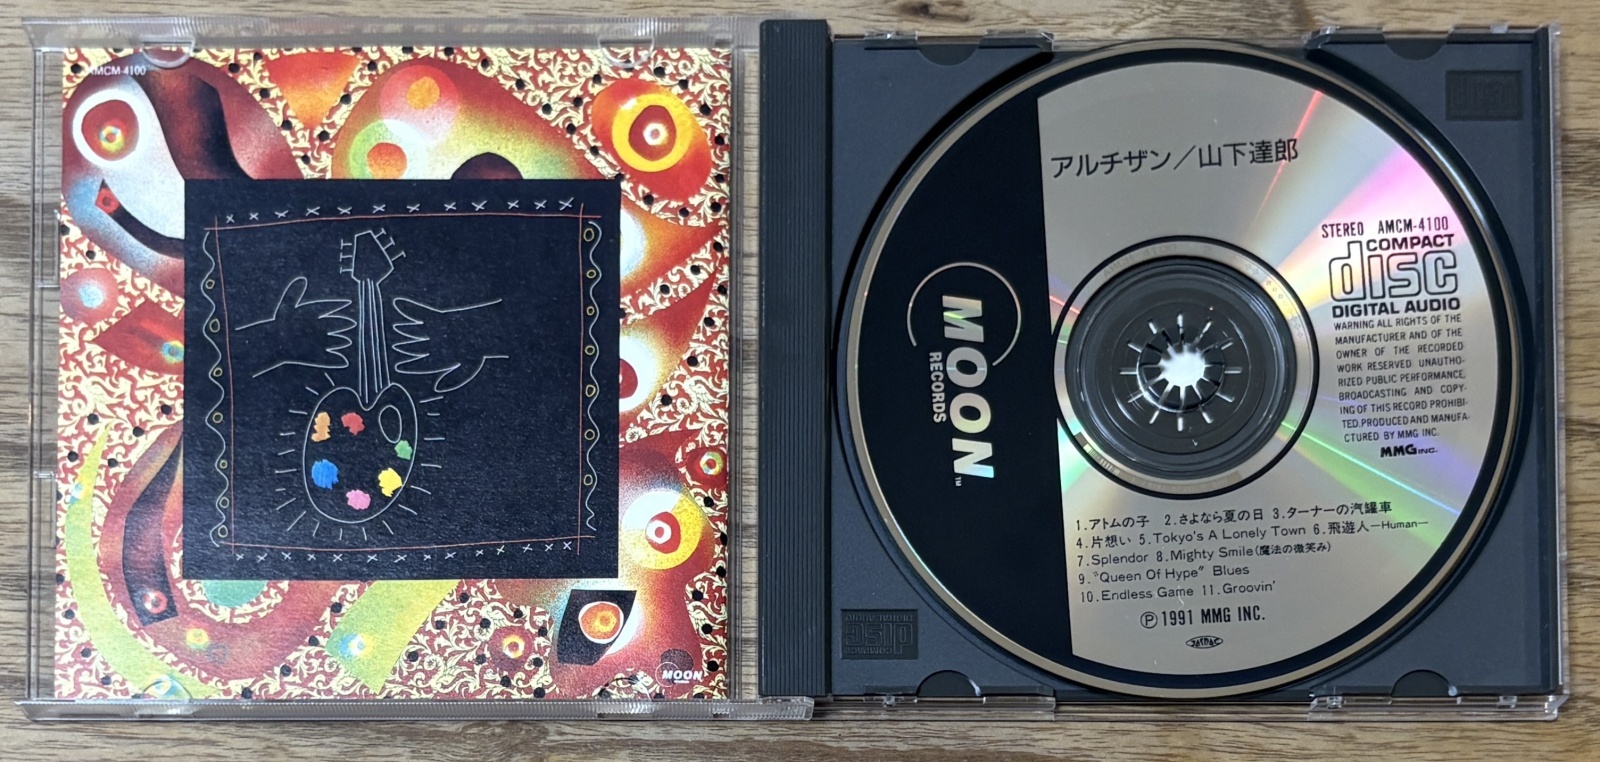 AMCM-4100
MOON
アルチザン／山下達郎
STEREO AMCM-4100
COMPACT
disc
DIGITAL AUDIO
WARNING ALL RIGHTS OF THE
MANUFACTURER AND OF THE
OWNER OF THE RECORDED
WORK RESERVED UNAUTHO-
RIZED PUBLIC PERFORMANCE,
BROADCASTING AND COPY-
ING OF THIS RECORD PROHIBI-
TED.PRODUCED AND MANUFA-
CTURED BY MMG INC.
MMG INC.
MOON
RECORDS
TM
1.アトムの子 2.さよなら夏の日 3.ターナーの汽罐車
4.片想い 5.Tokyo's A Lonely Town 6.飛遊人—Human—
7.Splendor 8.Mighty Smile(魔法の微笑み)
9."Queen Of Hype" Blues
10.Endless Game 11.Groovin'
Ⓟ1991 MMG INC.
JASRAC
COMPACT
disc
DIGITAL AUDIO